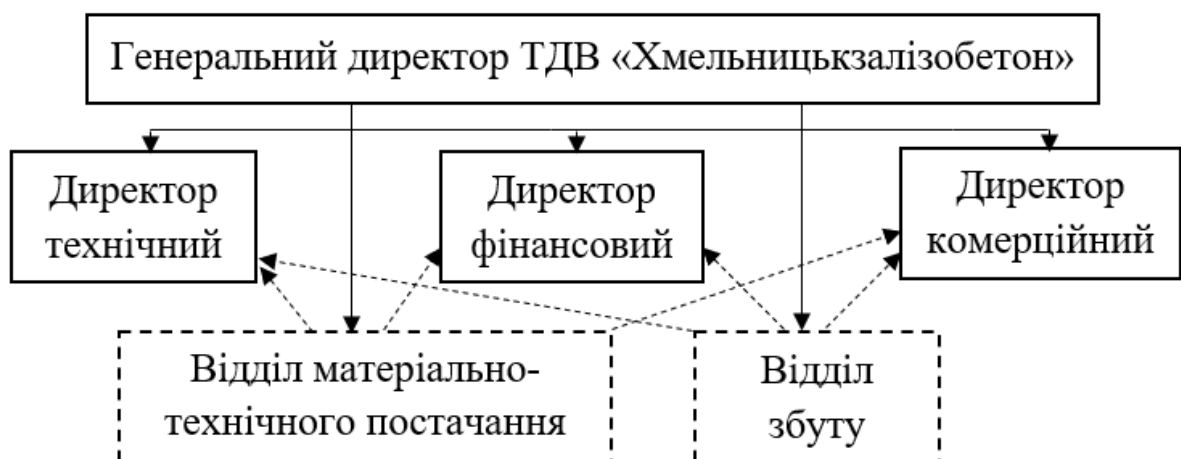 Генеральний директор ТДВ «Хмельницькзалізобетон»
Директор
технічний
Директор
фінансовий
Директор
комерційний
Відділ матеріально-
технічного постачання
Відділ
збуту